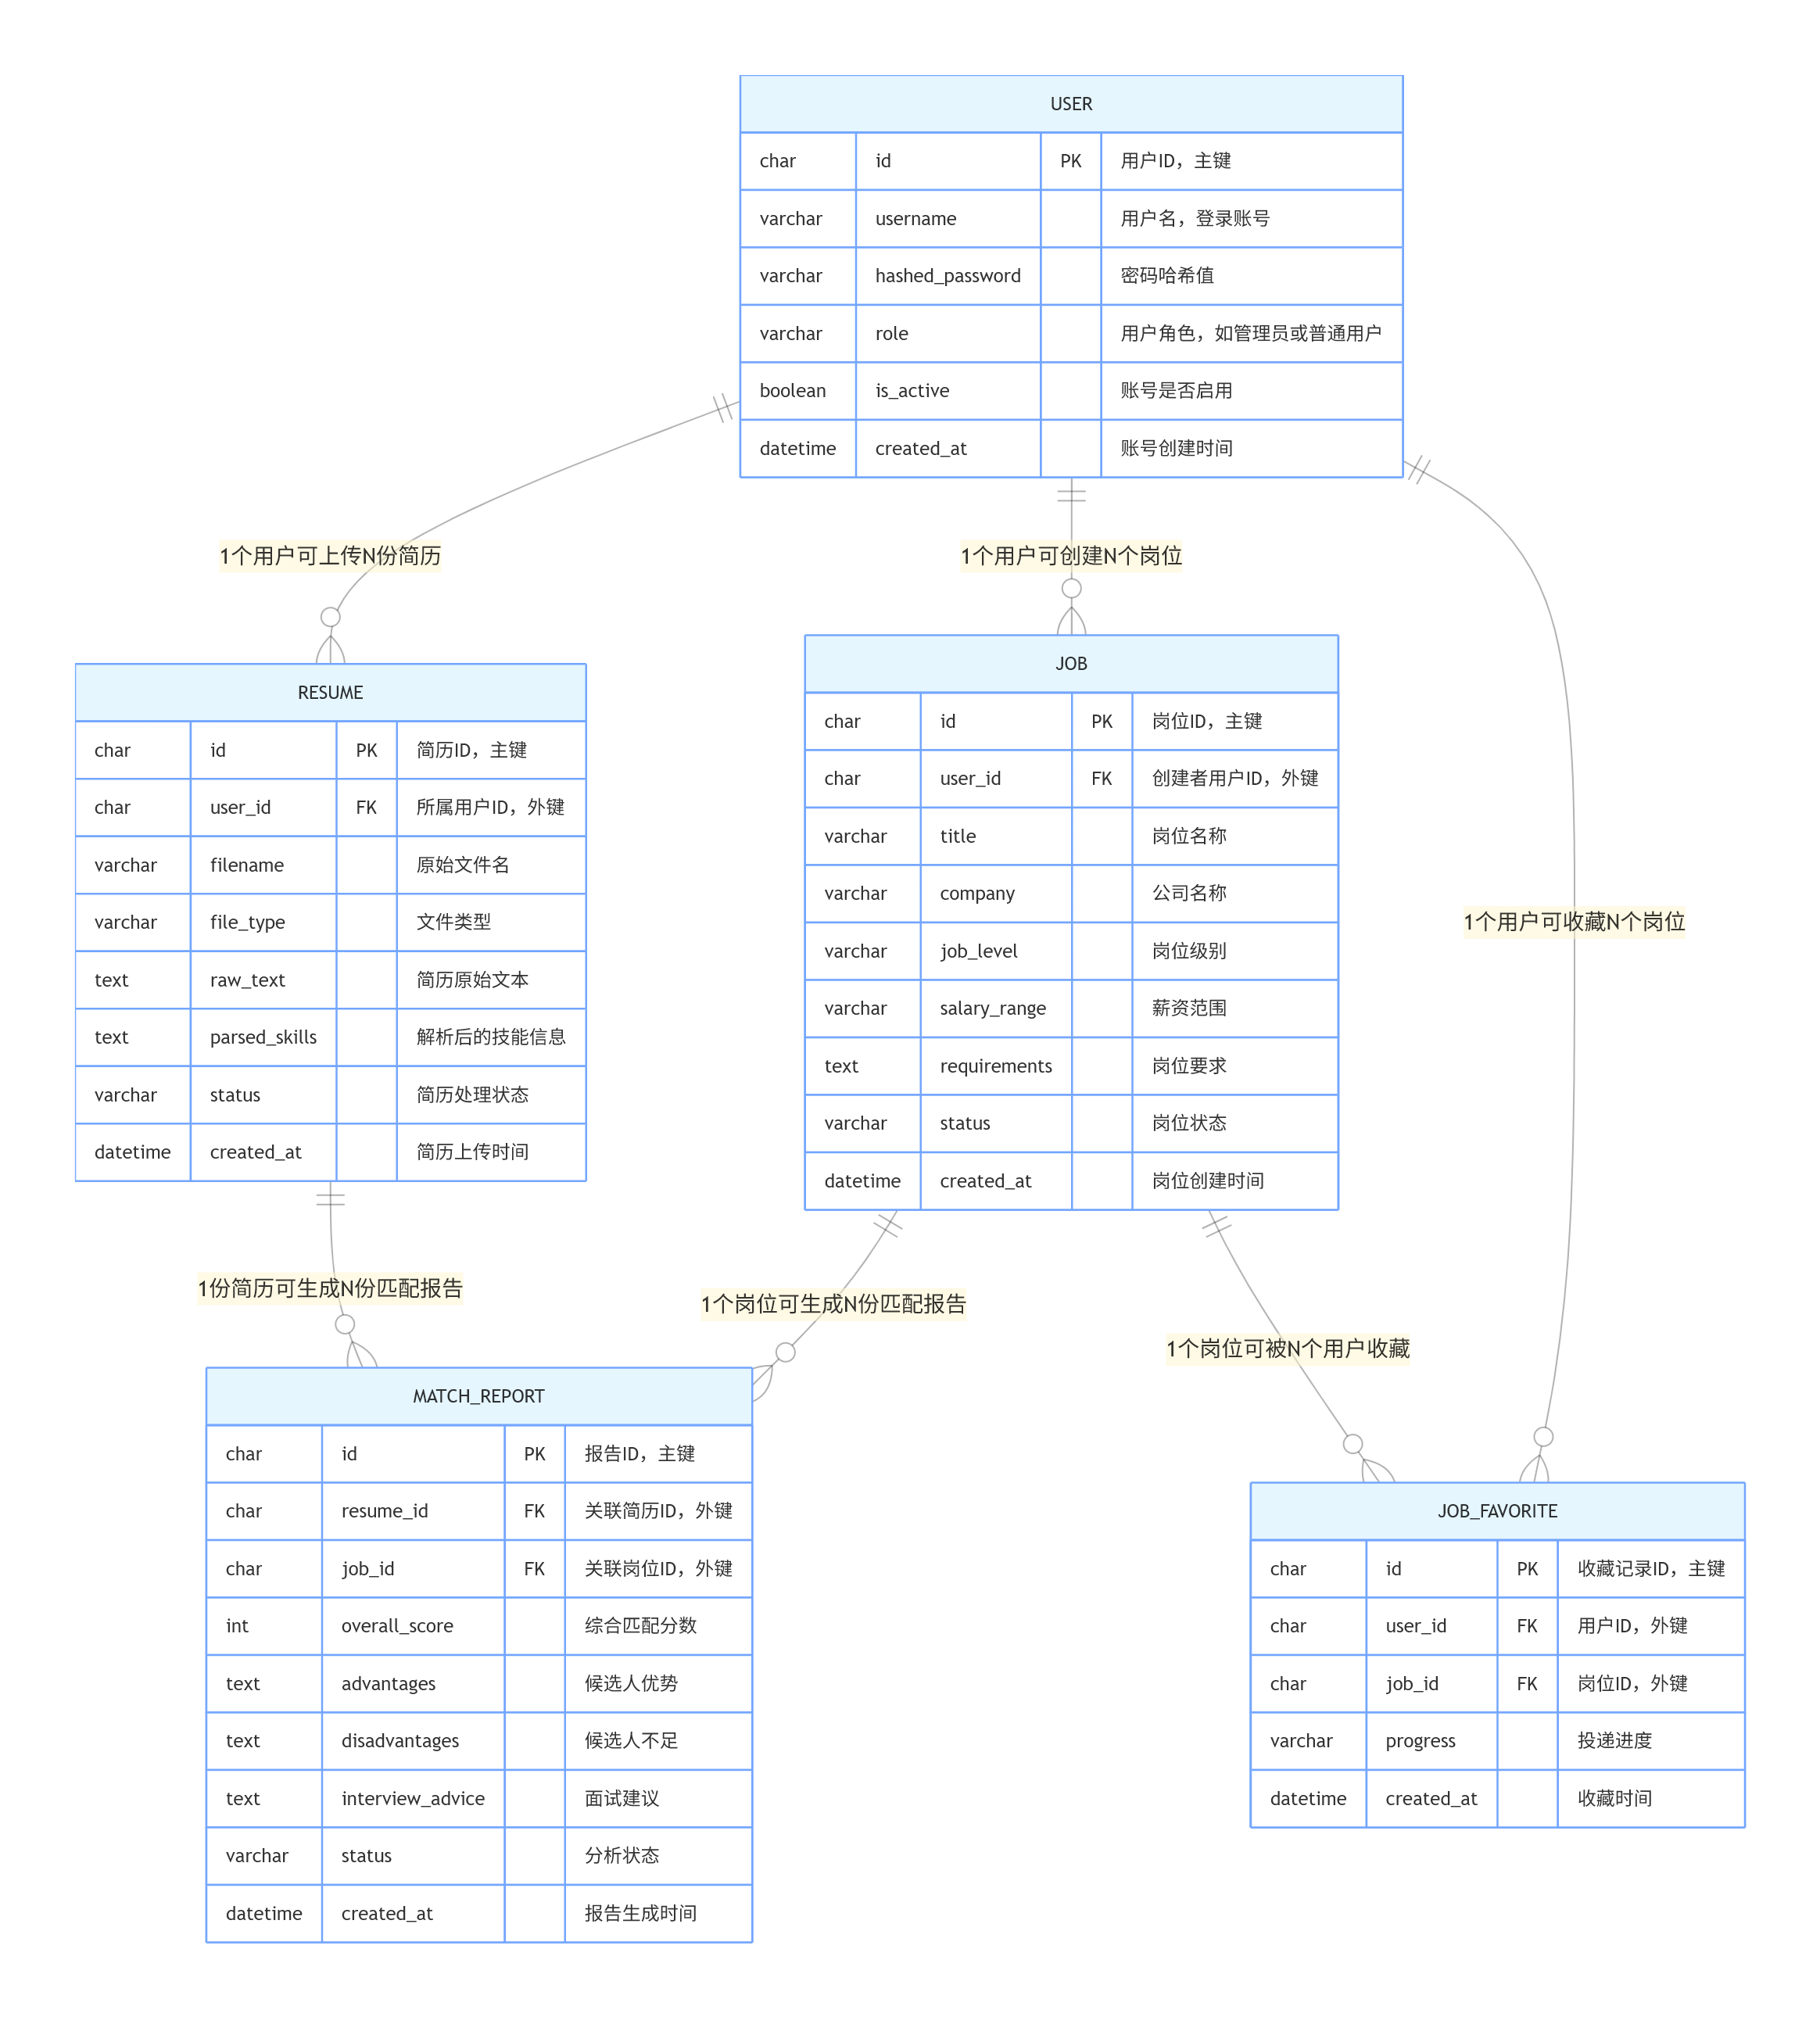 USER
char id PK 用户ID，主键
varchar username 用户名，登录账号
varchar hashed_password 密码哈希值
varchar role 用户角色，如管理员或普通用户
boolean is_active 账号是否启用
datetime created_at 账号创建时间
1个用户可上传N份简历
1个用户可创建N个岗位
1个用户可收藏N个岗位
RESUME
char id PK 简历ID，主键
char user_id FK 所属用户ID，外键
varchar filename 原始文件名
varchar file_type 文件类型
text raw_text 简历原始文本
text parsed_skills 解析后的技能信息
varchar status 简历处理状态
datetime created_at 简历上传时间
JOB
char id PK 岗位ID，主键
char user_id FK 创建者用户ID，外键
varchar title 岗位名称
varchar company 公司名称
varchar job_level 岗位级别
varchar salary_range 薪资范围
text requirements 岗位要求
varchar status 岗位状态
datetime created_at 岗位创建时间
1份简历可生成N份匹配报告
1个岗位可生成N份匹配报告
1个岗位可被N个用户收藏
MATCH_REPORT
char id PK 报告ID，主键
char resume_id FK 关联简历ID，外键
char job_id FK 关联岗位ID，外键
int overall_score 综合匹配分数
text advantages 候选人优势
text disadvantages 候选人不足
text interview_advice 面试建议
varchar status 分析状态
datetime created_at 报告生成时间
JOB_FAVORITE
char id PK 收藏记录ID，主键
char user_id FK 用户ID，外键
char job_id FK 岗位ID，外键
varchar progress 投递进度
datetime created_at 收藏时间